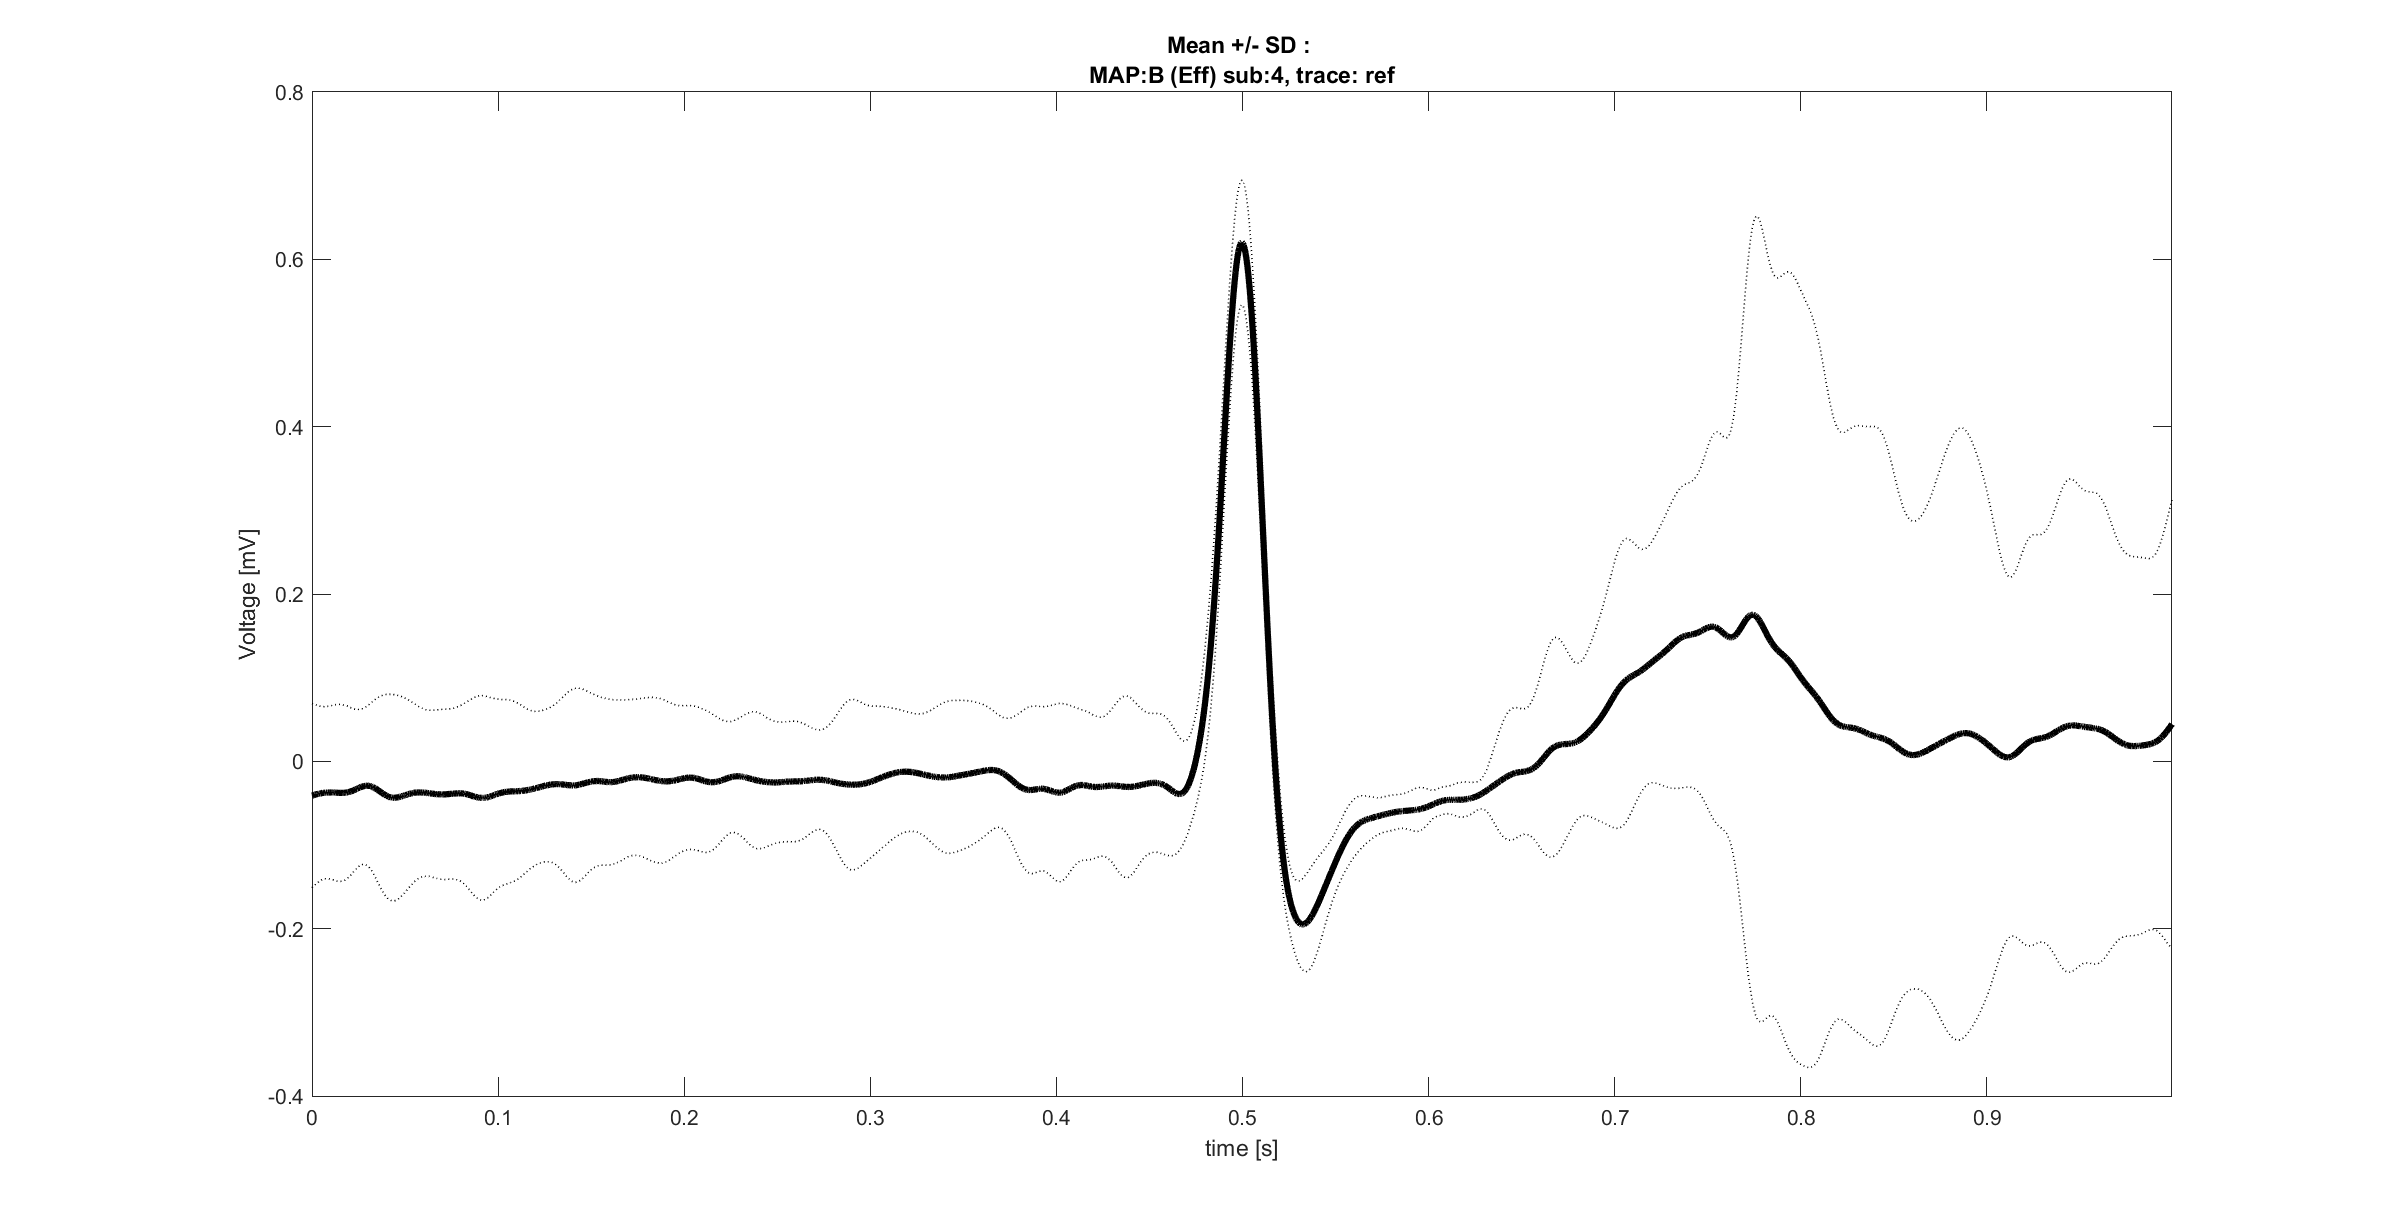 Mean +/- SD :
MAP:B (Eff) sub:4, trace: ref
0.8
0.6
0.4
0.2
0
-0.2
-0.4
Voltage [mV]
0 0.1 0.2 0.3 0.4 0.5 0.6 0.7 0.8 0.9
time [s]